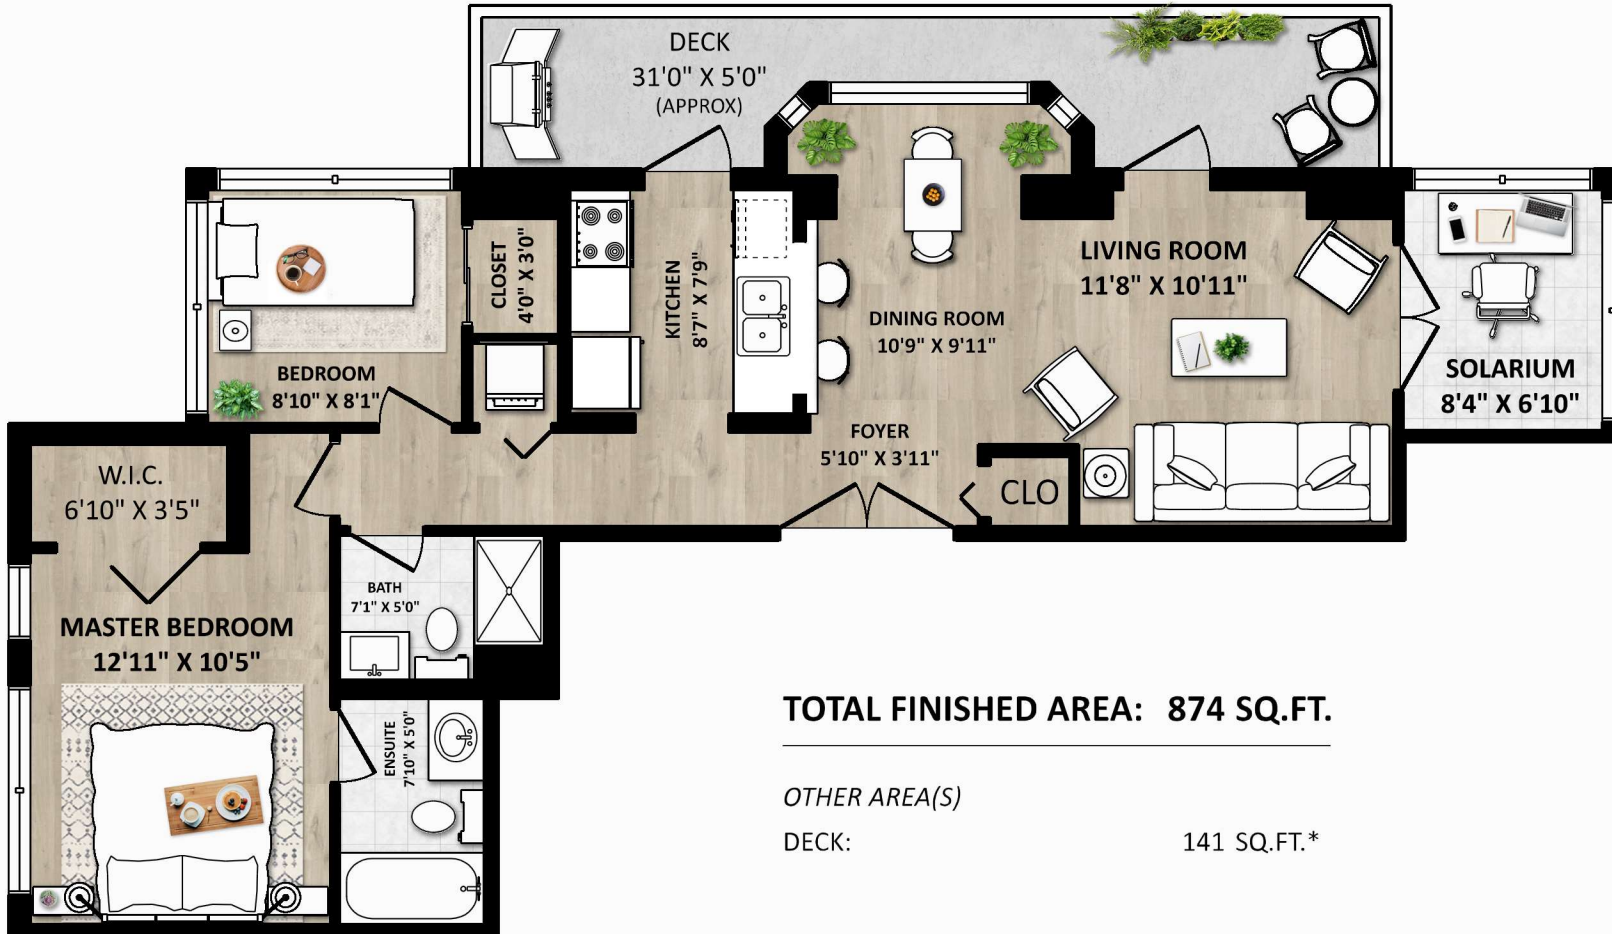 DECK
31'0" X 5'0"
(APPROX)
CLOSET
4'0" X 3'0"
KITCHEN
8'7" X 7'9"
LIVING ROOM
11'8" X 10'11"
DINING ROOM
10'9" X 9'11"
SOLARIUM
8'4" X 6'10"
BEDROOM
8'10" X 8'1"
FOYER
5'10" X 3'11"
CLO
W.I.C.
6'10" X 3'5"
BATH
7'1" X 5'0"
MASTER BEDROOM
12'11" X 10'5"
ENSUITE
7'10" X 5'0"
TOTAL FINISHED AREA: 874 SQ.FT.
OTHER AREA(S)
DECK: 141 SQ.FT.*